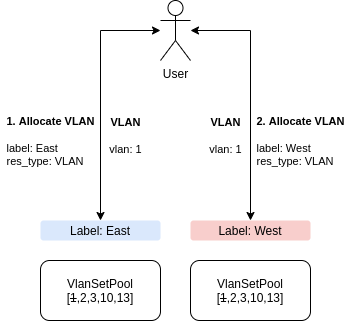 User
1. Allocate VLAN
VLAN
VLAN
2. Allocate VLAN
label: East
res_type: VLAN
vlan: 1
vlan: 1
label: West
res_type: VLAN
Label: East
Label: West
VlanSetPool
[1,2,3,10,13]
VlanSetPool
[1,2,3,10,13]